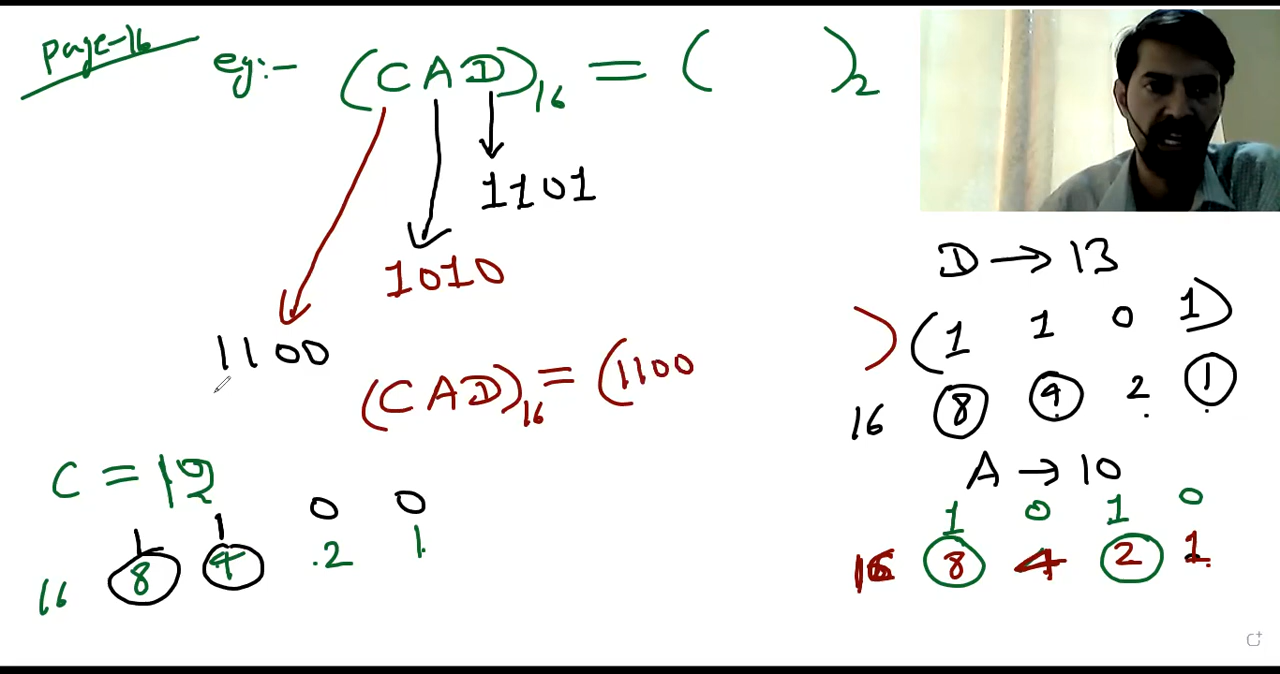 Page-16
eg:- (CAD)16 = ( )2
1101
1010
1100
(CAD)16 = (1100 )
D → 13
(1 1 0 1)
16 8 4 2 1
A → 10
1 0 1 0
16 8 4 2 1
C = 12
1 1 0 0
16 8 4 2 1